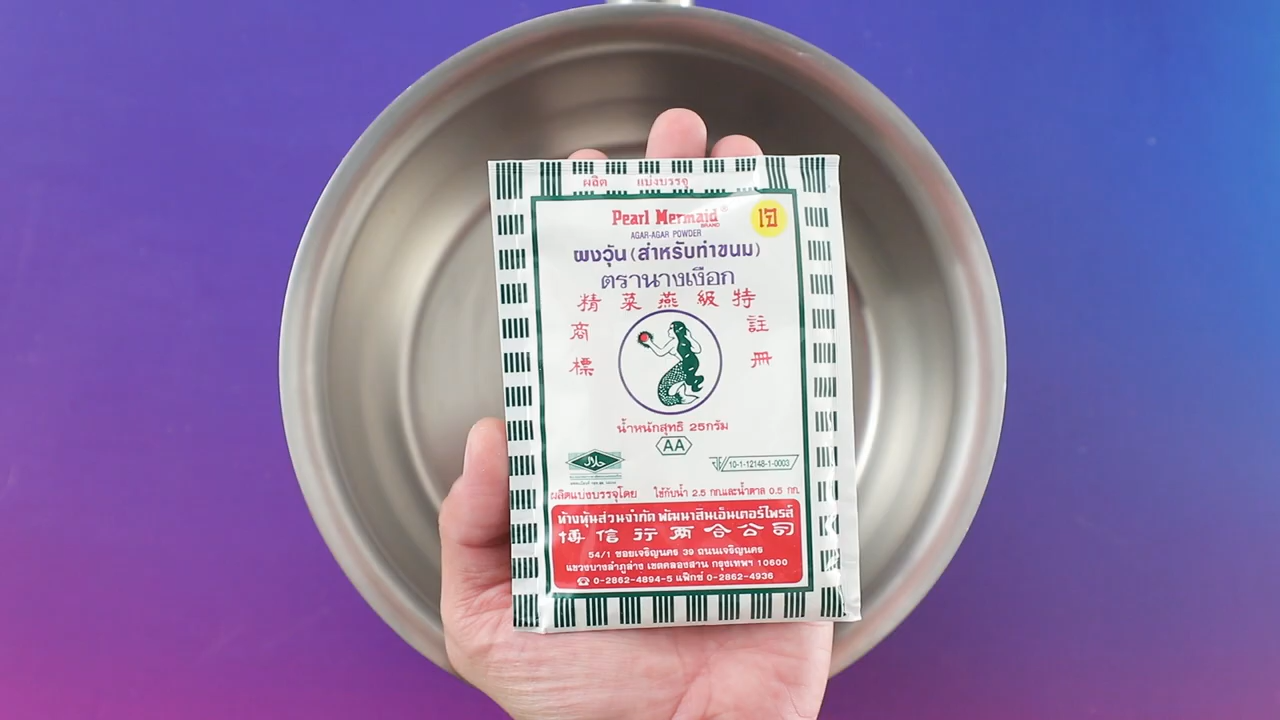 ผลิต แบ่งบรรจุ
Pearl Mermaid®
BRAND
เจ
AGAR-AGAR POWDER
ผงวุ้น (สำหรับทำขนม)
ตรานางเงือก
精菜燕級特
商 註
標 冊
น้ำหนักสุทธิ 25กรัม
AA
حلال
10-1-12148-1-0003
ผลิตแบ่งบรรจุโดย ใช้กับน้ำ 2.5 กก.และน้ำตาล 0.5 กก.
ห้างหุ้นส่วนจำกัด พัฒนาสินเอ็นเตอร์ไพรส์
博信行兩合公司
54/1 ซอยเจริญนคร 39 ถนนเจริญนคร
แขวงบางลำภูล่าง เขตคลองสาน กรุงเทพฯ 10600
☎ 0-2862-4894-5 แฟ็กซ์ 0-2862-4936